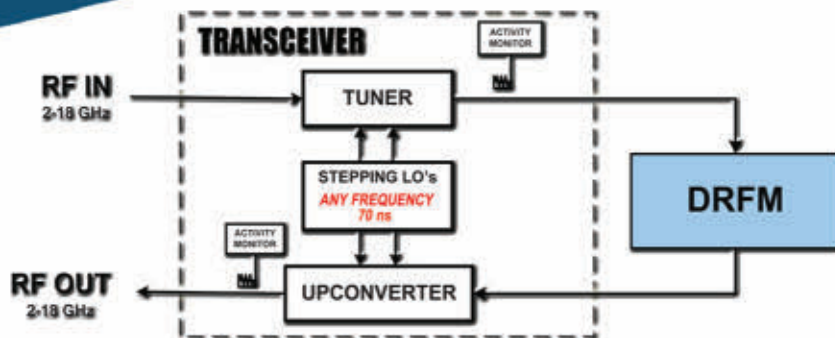 TRANSCEIVER
ACTIVITY
MONITOR
RF IN
2-18 GHz
TUNER
STEPPING LO's
ANY FREQUENCY
70 ns
DRFM
ACTIVITY
MONITOR
RF OUT
2-18 GHz
UPCONVERTER